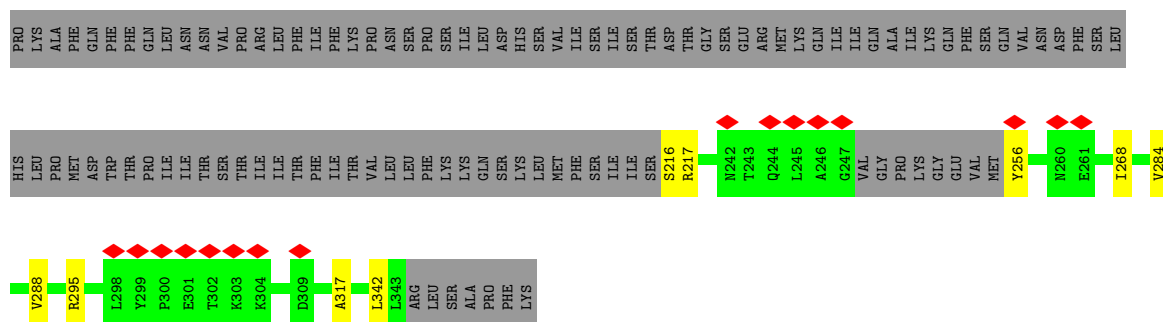 PRO LYS ALA PHE GLN PHE PHE GLN LEU ASN ASN VAL PRO ARG LEU PHE ILE PHE LYS PRO ASN SER PRO SER ILE LEU ASP HIS SER VAL ILE SER ILE SER THR ASP THR GLY SER GLU ARG MET LYS GLN ILE ILE GLN ALA ILE LYS GLN PHE SER GLN VAL ASN ASP PHE SER LEU
HIS LEU PRO MET ASP TRP THR PRO ILE ILE THR SER THR ILE ILE THR PHE ILE THR VAL LEU LEU PHE LYS LYS GLN SER LYS LEU MET PHE SER ILE ILE SER S216 R217 N242 T243 Q244 L245 A246 G247 VAL GLY PRO LYS GLY GLU VAL MET Y256 N260 E261 I268 V284
V288 R295 L298 Y299 P300 E301 T302 K303 K304 D309 A317 L342 L343 ARG LEU SER ALA PRO PHE LYS